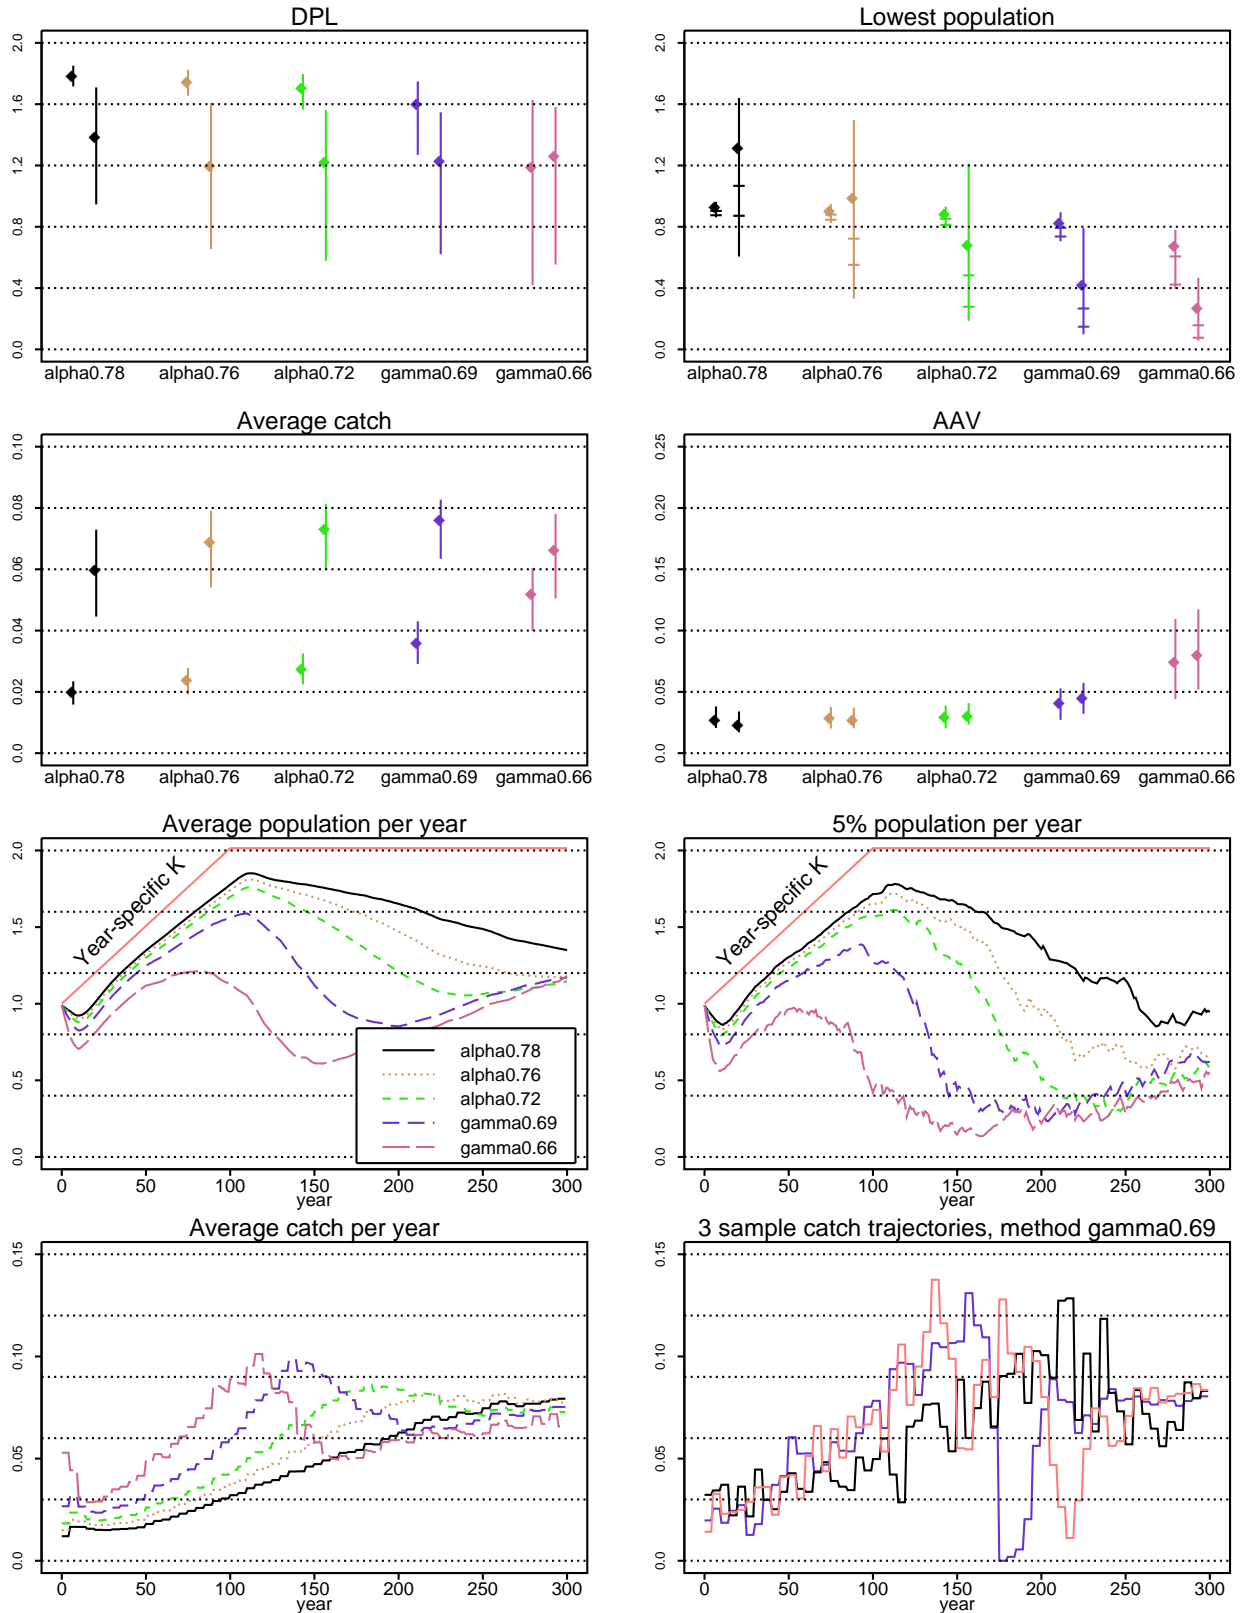 DPL
2.0
1.6
1.2
0.8
0.4
0.0
alpha0.78 alpha0.76 alpha0.72 gamma0.69 gamma0.66
Lowest population
2.0
1.6
1.2
0.8
0.4
0.0
alpha0.78 alpha0.76 alpha0.72 gamma0.69 gamma0.66
Average catch
0.10
0.08
0.06
0.04
0.02
0.0
alpha0.78 alpha0.76 alpha0.72 gamma0.69 gamma0.66
AAV
0.25
0.20
0.15
0.10
0.05
0.0
alpha0.78 alpha0.76 alpha0.72 gamma0.69 gamma0.66
Average population per year
2.0
1.5
1.0
0.5
0.0
Year-specific K
alpha0.78
alpha0.76
alpha0.72
gamma0.69
gamma0.66
0 50 100 150 200 250 300
year
5% population per year
2.0
1.5
1.0
0.5
0.0
Year-specific K
0 50 100 150 200 250 300
year
Average catch per year
0.15
0.10
0.05
0.0
0 50 100 150 200 250 300
3 sample catch trajectories, method gamma0.69
0.15
0.10
0.05
0.0
0 50 100 150 200 250 300